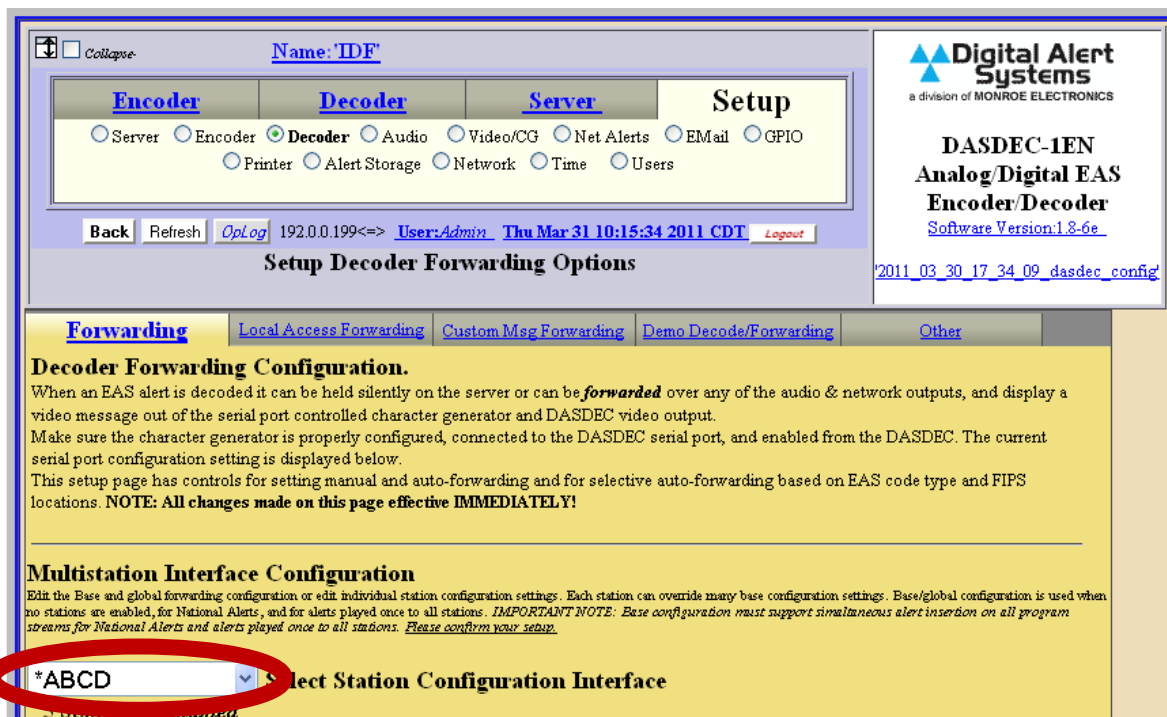 Collapse-
Name:'IDF'
Encoder
Decoder
Server
Setup
Server Encoder Decoder Audio Video/CG Net Alerts EMail GPIO
Printer Alert Storage Network Time Users
Back Refresh OpLog 192.0.0.199<=> User:Admin Thu Mar 31 10:15:34 2011 CDT Logout
Setup Decoder Forwarding Options
Digital Alert
Systems
a division of MONROE ELECTRONICS
DASDEC-1EN
Analog/Digital EAS
Encoder/Decoder
Software Version:1.8-6e
'2011_03_30_17_34_09_dasdec_config'
Forwarding
Local Access Forwarding
Custom Msg Forwarding
Demo Decode/Forwarding
Other
Decoder Forwarding Configuration.
When an EAS alert is decoded it can be held silently on the server or can be forwarded over any of the audio & network outputs, and display a
video message out of the serial port controlled character generator and DASDEC video output.
Make sure the character generator is properly configured, connected to the DASDEC serial port, and enabled from the DASDEC. The current
serial port configuration setting is displayed below.
This setup page has controls for setting manual and auto-forwarding and for selective auto-forwarding based on EAS code type and FIPS
locations. NOTE: All changes made on this page effective IMMEDIATELY!
Multistation Interface Configuration
Edit the Base and global forwarding configuration or edit individual station configuration settings. Each station can override many base configuration settings. Base/global configuration is used when
no stations are enabled, for National Alerts, and for alerts played once to all stations. IMPORTANT NOTE: Base configuration must support simultaneous alert insertion on all program
streams for National Alerts and alerts played once to all stations. Please confirm your setup.
*ABCD
Select Station Configuration Interface